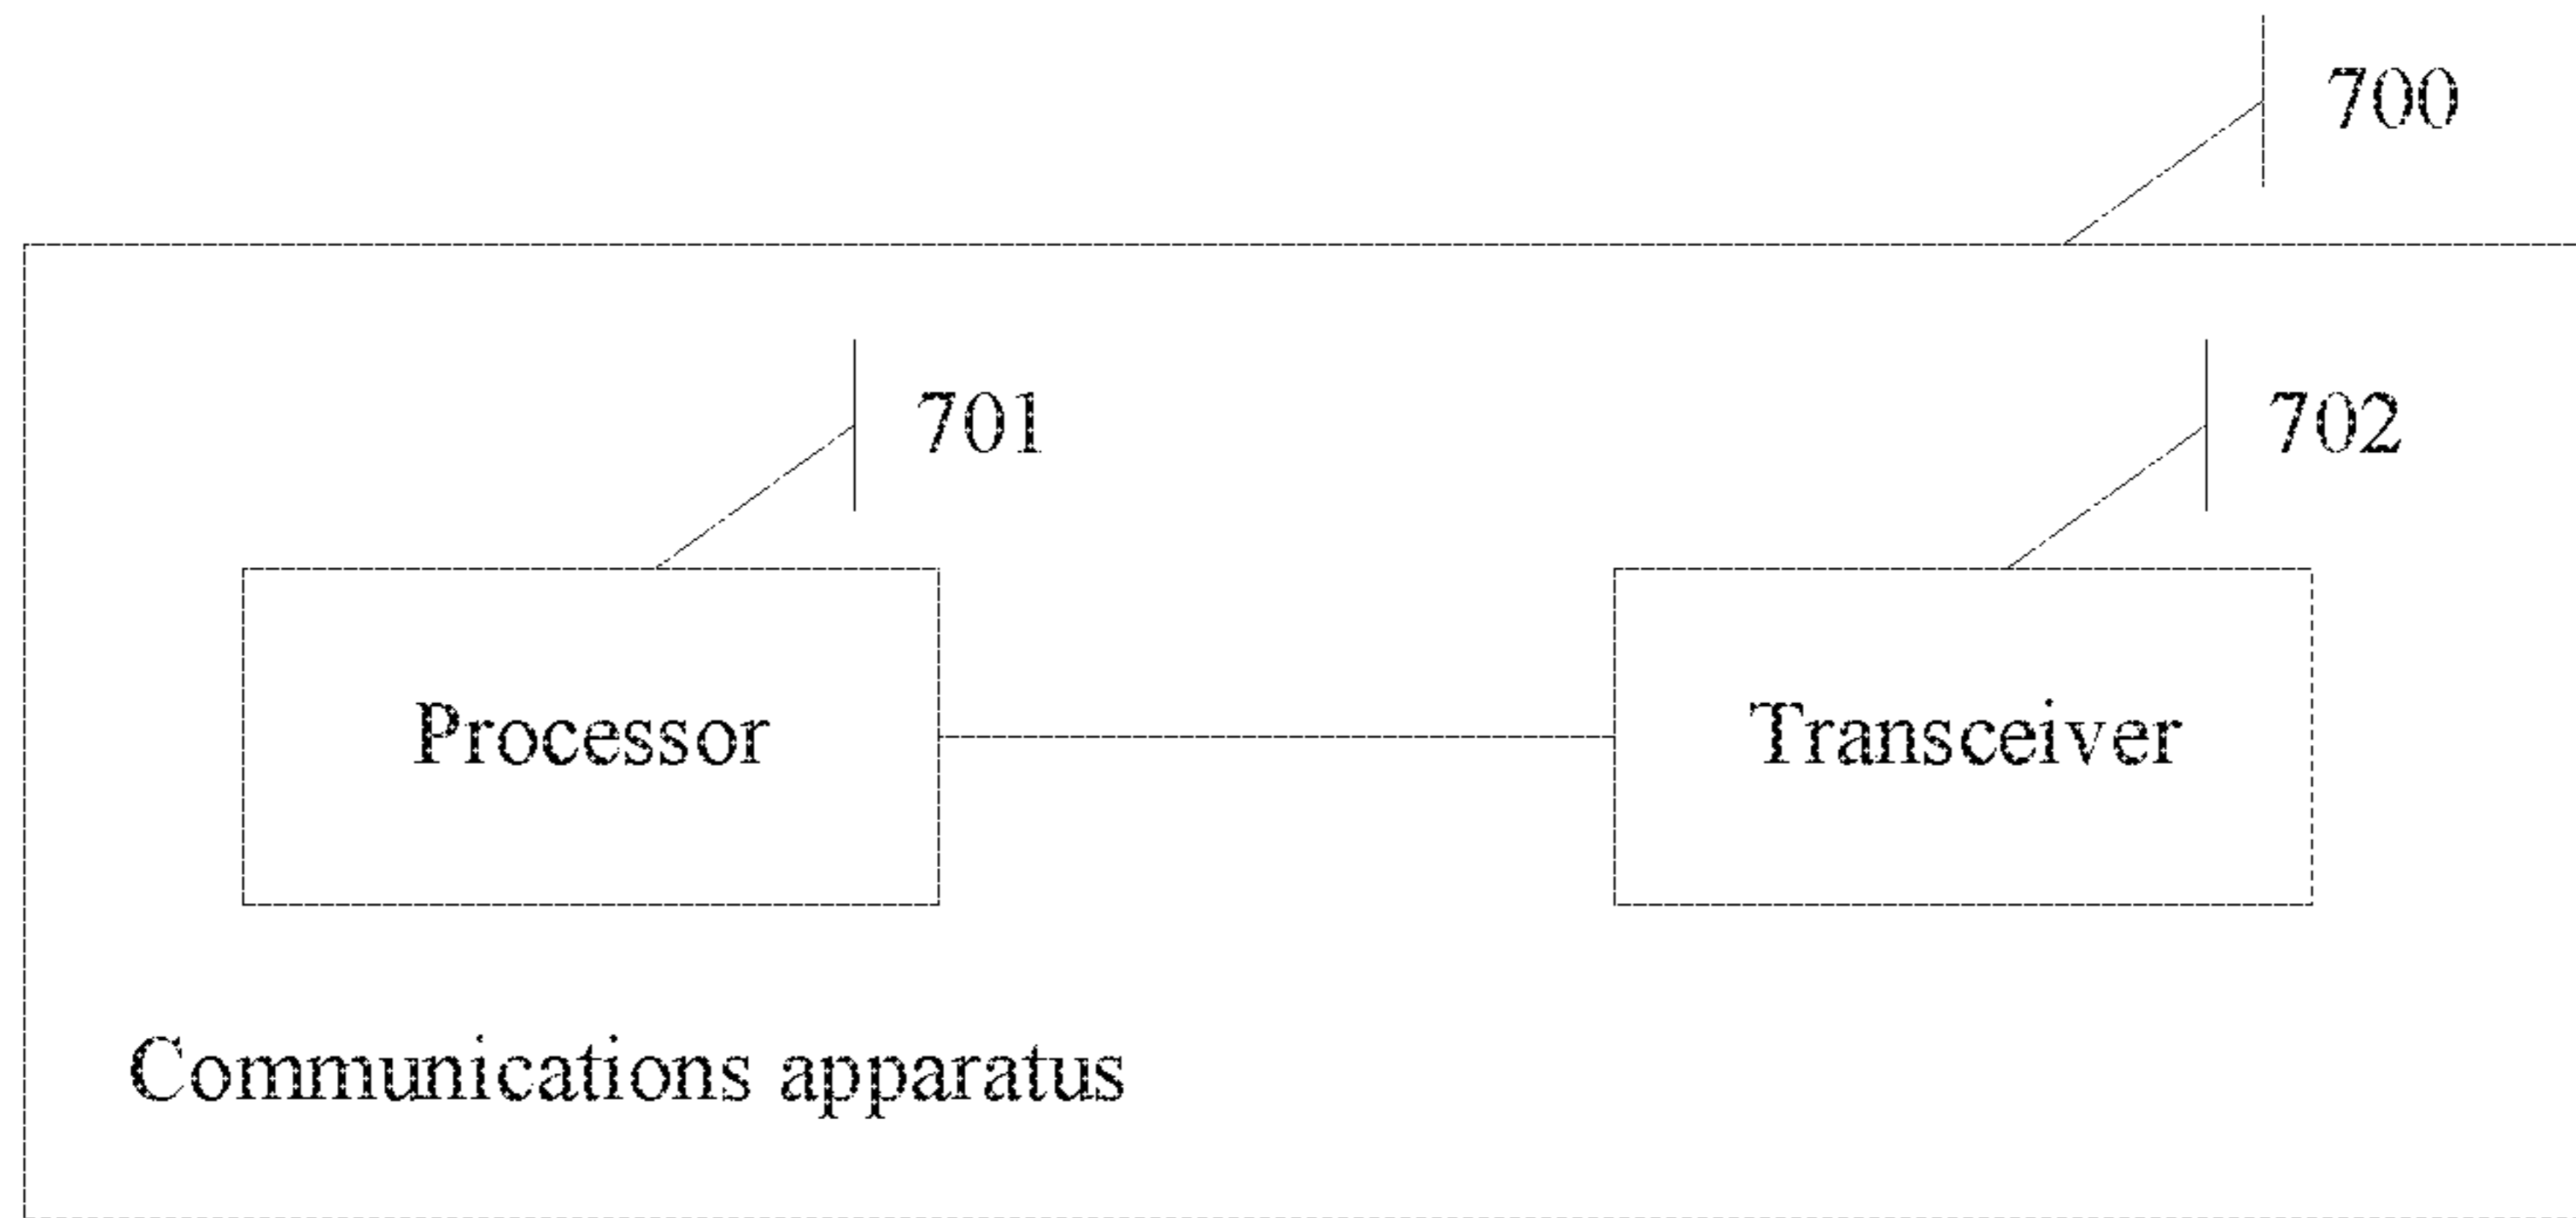 700
701
702
Processor
Transceiver
Communications apparatus